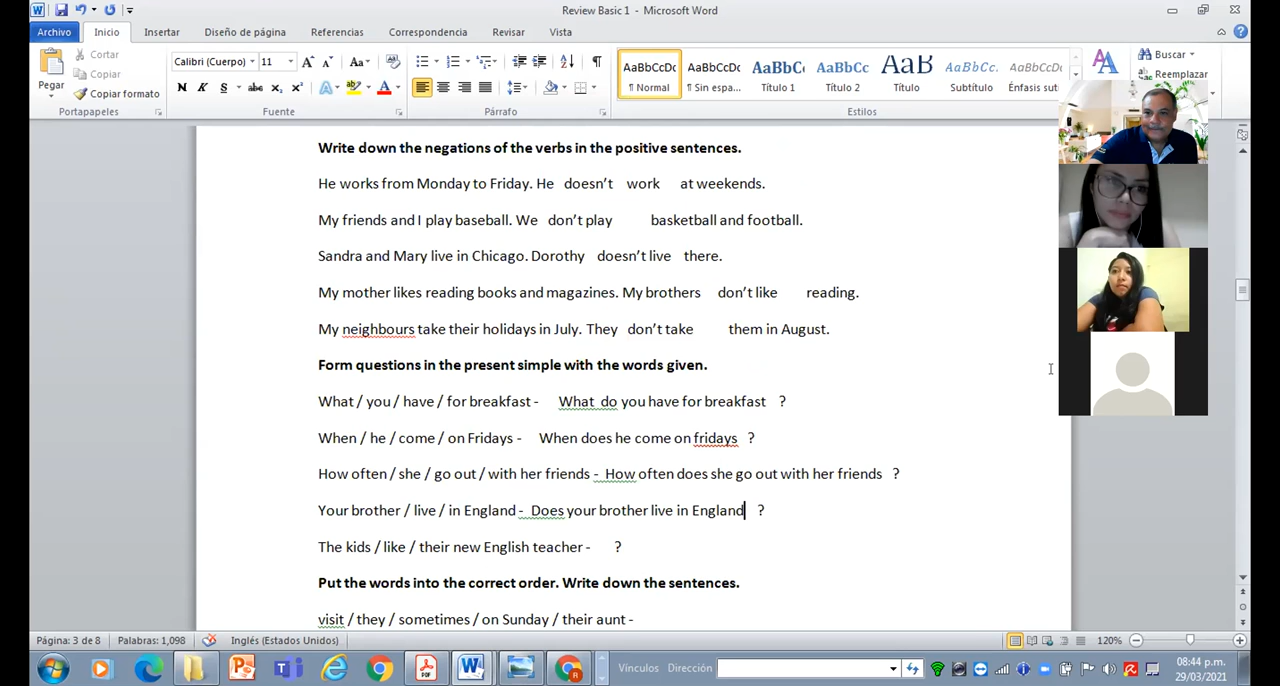 Review Basic 1 - Microsoft Word
Archivo Inicio Insertar Diseño de página Referencias Correspondencia Revisar Vista
Cortar
Copiar
Copiar formato
Pegar
Portapapeles
Calibri (Cuerpo) 11
Fuente
Párrafo
AaBbCcDc AaBbCcDc AaBbC AaBbCc AaB AaBbCc. AaBbCcDc
¶ Normal ¶ Sin espa... Título 1 Título 2 Título Subtítulo Énfasis sut
Estilos
Buscar
Reemplazar
Write down the negations of the verbs in the positive sentences.
He works from Monday to Friday. He doesn't work at weekends.
My friends and I play baseball. We don't play basketball and football.
Sandra and Mary live in Chicago. Dorothy doesn't live there.
My mother likes reading books and magazines. My brothers don't like reading.
My neighbours take their holidays in July. They don't take them in August.
Form questions in the present simple with the words given.
What / you / have / for breakfast - What do you have for breakfast ?
When / he / come / on Fridays - When does he come on fridays ?
How often / she / go out / with her friends - How often does she go out with her friends ?
Your brother / live / in England - Does your brother live in England ?
The kids / like / their new English teacher - ?
Put the words into the correct order. Write down the sentences.
visit / they / sometimes / on Sunday / their aunt -
Página: 3 de 8 Palabras: 1,098 Inglés (Estados Unidos) 120%
Vínculos Dirección
08:44 p.m.
29/03/2021